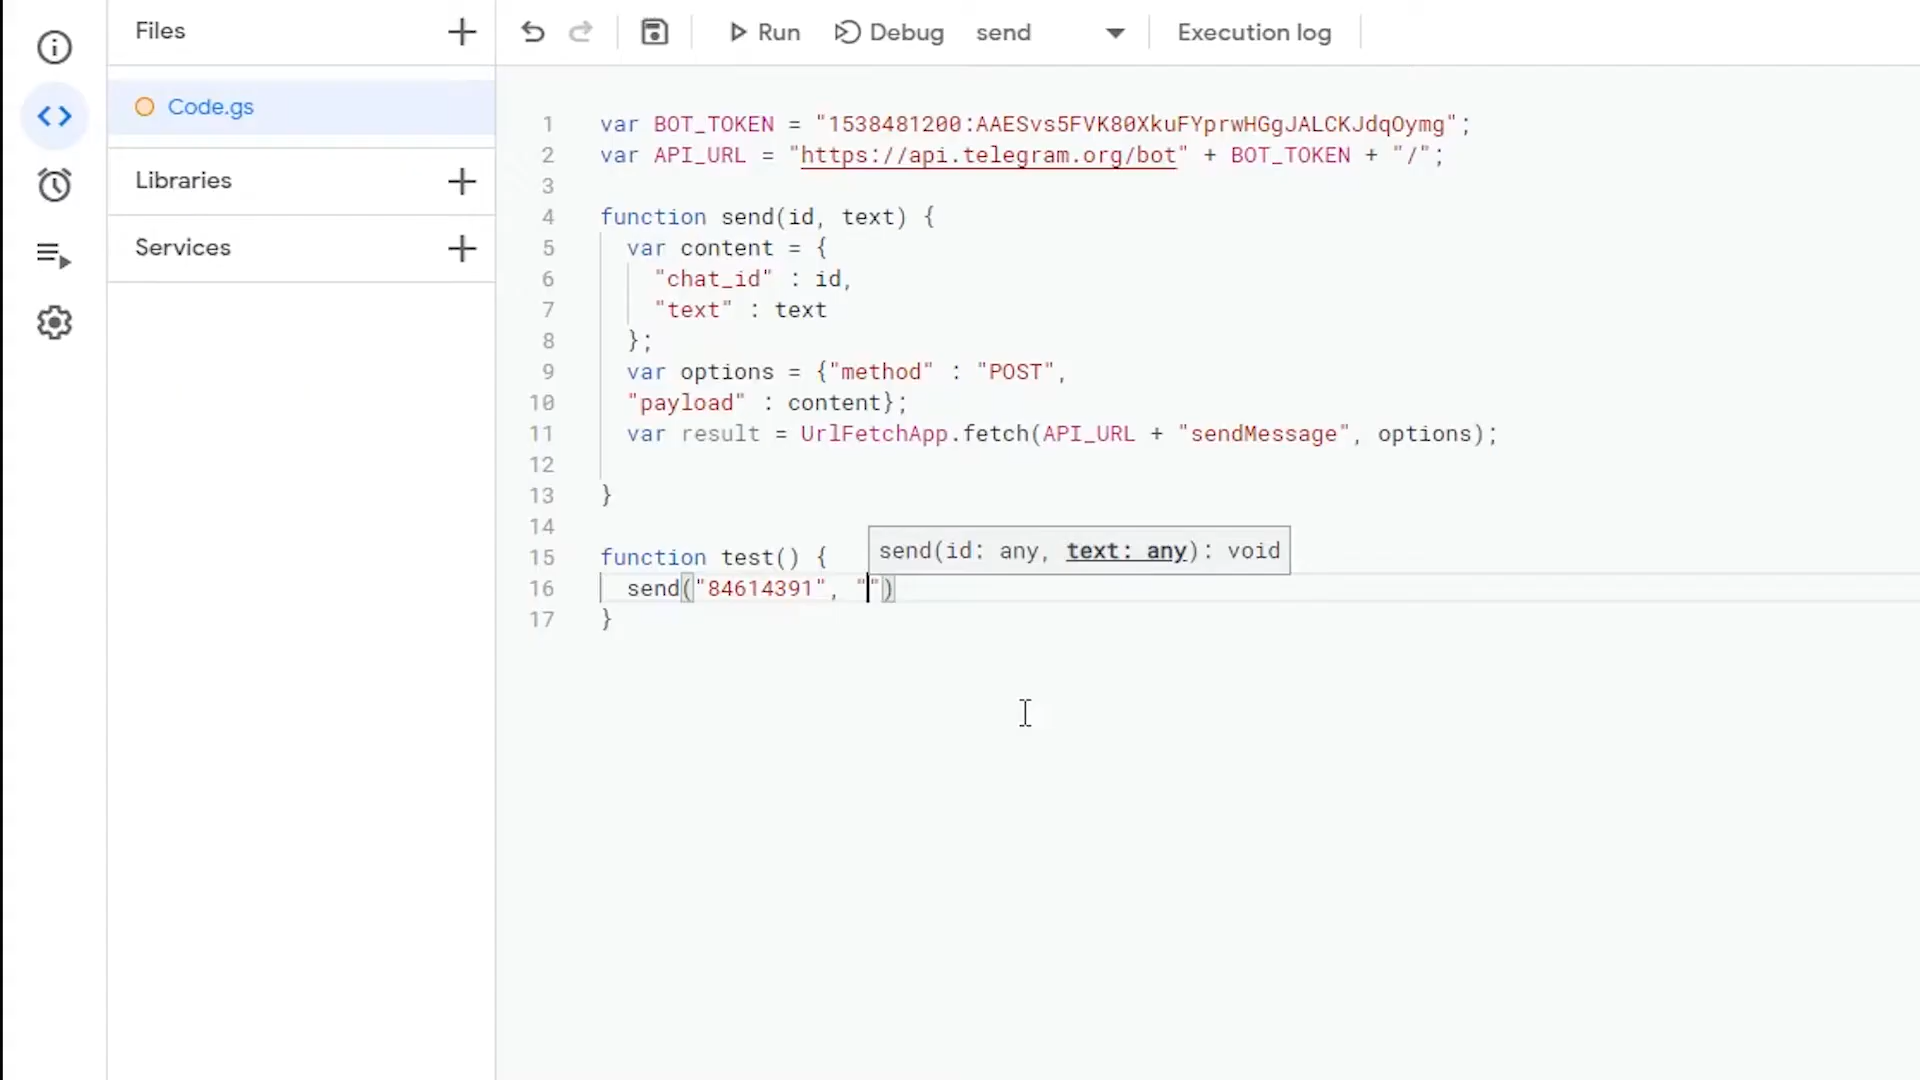 Files
Code.gs
Libraries
Services
Run Debug send Execution log
1 var BOT_TOKEN = "1538481200:AAESvs5FVK80XkuFYprwHGgJALCKJdqOymg";
2 var API_URL = "https://api.telegram.org/bot" + BOT_TOKEN + "/";
3
4 function send(id, text) {
5 var content = {
6 "chat_id" : id,
7 "text" : text
8 };
9 var options = {"method" : "POST",
10 "payload" : content};
11 var result = UrlFetchApp.fetch(API_URL + "sendMessage", options);
12
13 }
14
send(id: any, text: any): void
15 function test() {
16 send("84614391", "")
17 }